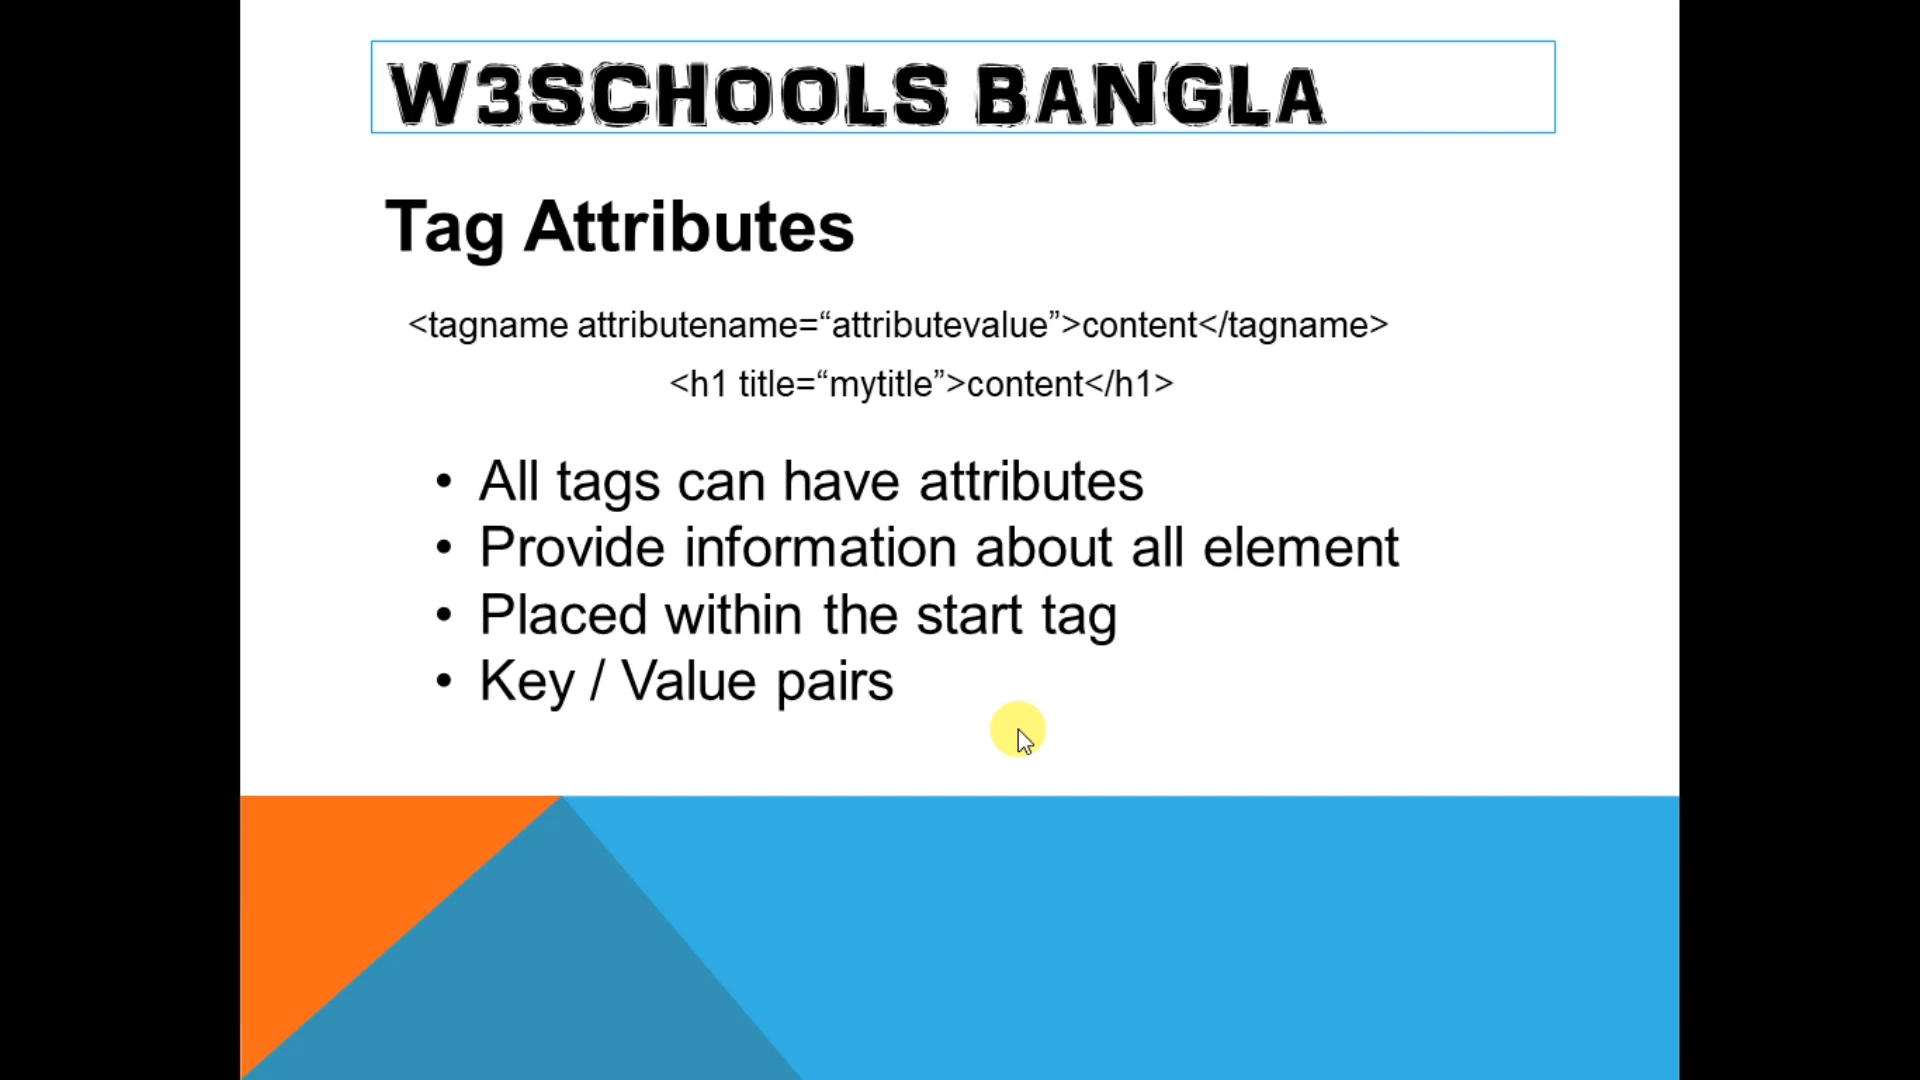 W3SCHOOLS BANGLA
Tag Attributes
<tagname attributename=“attributevalue”>content</tagname>
<h1 title=“mytitle”>content</h1>
• All tags can have attributes
• Provide information about all element
• Placed within the start tag
• Key / Value pairs